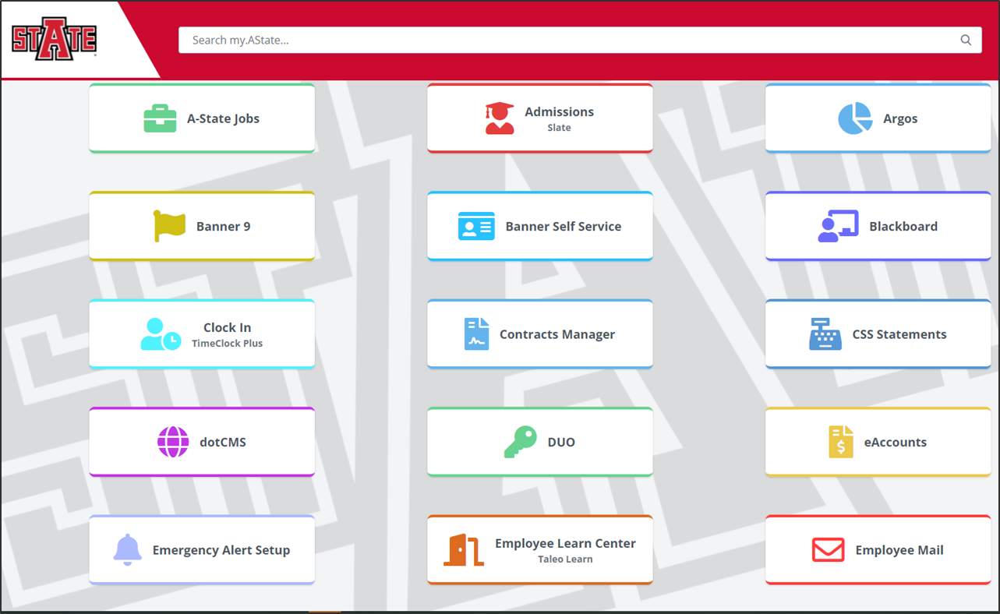 STATE
Search my.AState...
A-State Jobs
Admissions
Slate
Argos
Banner 9
Banner Self Service
Blackboard
Clock In
TimeClock Plus
Contracts Manager
CSS Statements
dotCMS
DUO
eAccounts
Emergency Alert Setup
Employee Learn Center
Taleo Learn
Employee Mail